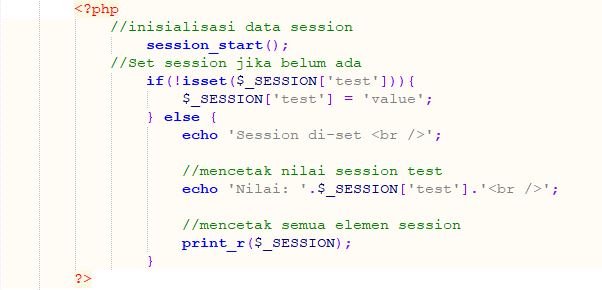 <?php
//inisialisasi data session
session_start();
//Set session jika belum ada
if(!isset($_SESSION['test'])){
$_SESSION['test'] = 'value';
} else {
echo 'Session di-set <br />';
//mencetak nilai session test
echo 'Nilai: '.$_SESSION['test'].'<br />';
//mencetak semua elemen session
print_r($_SESSION);
}
?>